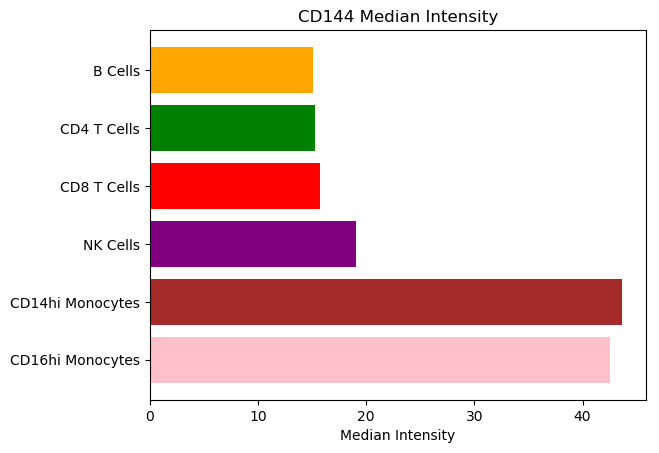 CD144 Median Intensity
B Cells
CD4 T Cells
CD8 T Cells
NK Cells
CD14hi Monocytes
CD16hi Monocytes
0 10 20 30 40
Median Intensity